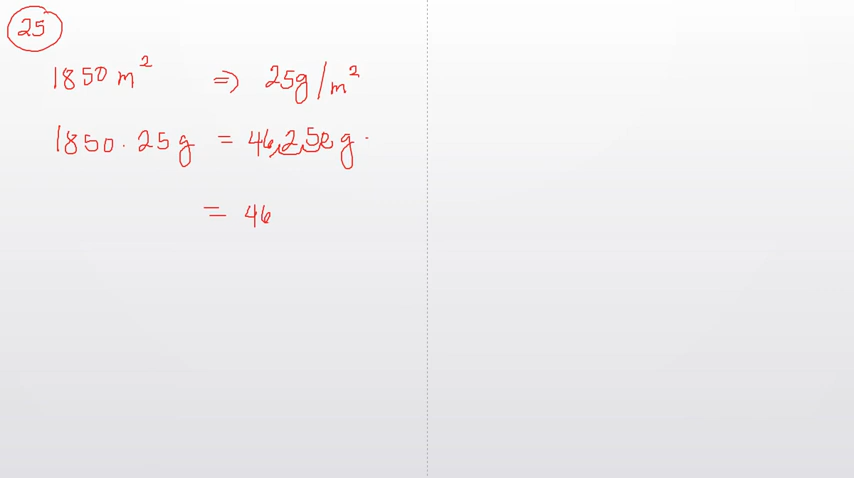 25
1850 m² ⇒ 25g/m²
1850 · 25 g = 46,250 g.
= 46